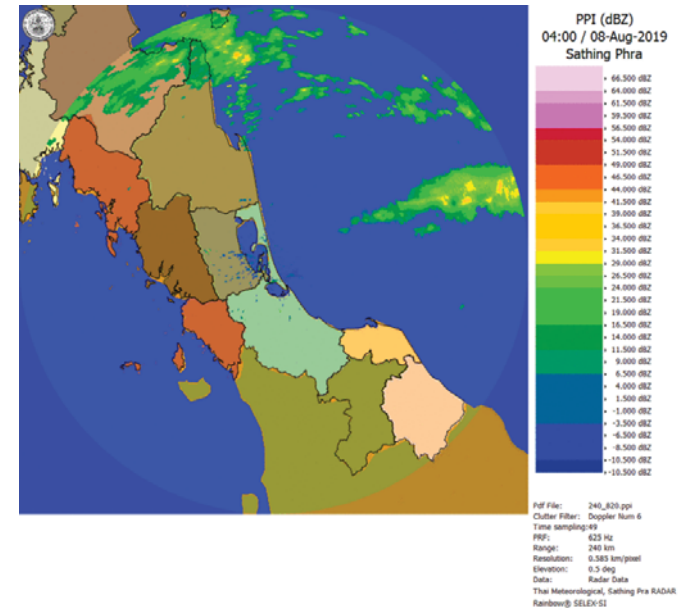 PPI (dBZ)
04:00 / 08-Aug-2019
Sathing Phra
66.500 dBZ
64.000 dBZ
61.500 dBZ
59.500 dBZ
56.500 dBZ
54.000 dBZ
51.500 dBZ
49.000 dBZ
46.500 dBZ
44.000 dBZ
41.500 dBZ
39.000 dBZ
36.500 dBZ
24.000 dBZ
31.500 dBZ
29.000 dBZ
26.500 dBZ
24.000 dBZ
21.500 dBZ
19.000 dBZ
16.500 dBZ
14.000 dBZ
11.500 dBZ
9.000 dBZ
6.500 dBZ
4.000 dBZ
1.500 dBZ
-1.000 dBZ
-3.500 dBZ
-6.500 dBZ
-8.500 dBZ
-10.500 dBZ
-10.500 dBZ
Pdf File: 240_820.ppi
Clutter Filter: Doppler Num 6
Time sampling:49
PRF: 625 Hz
Range: 240 km
Resolution: 0.585 km/pixel
Elevation: 0.5 deg
Data: Radar Data
Thai Meteorological, Sathing Pra RADAR
Rainbow® SELEX-SI